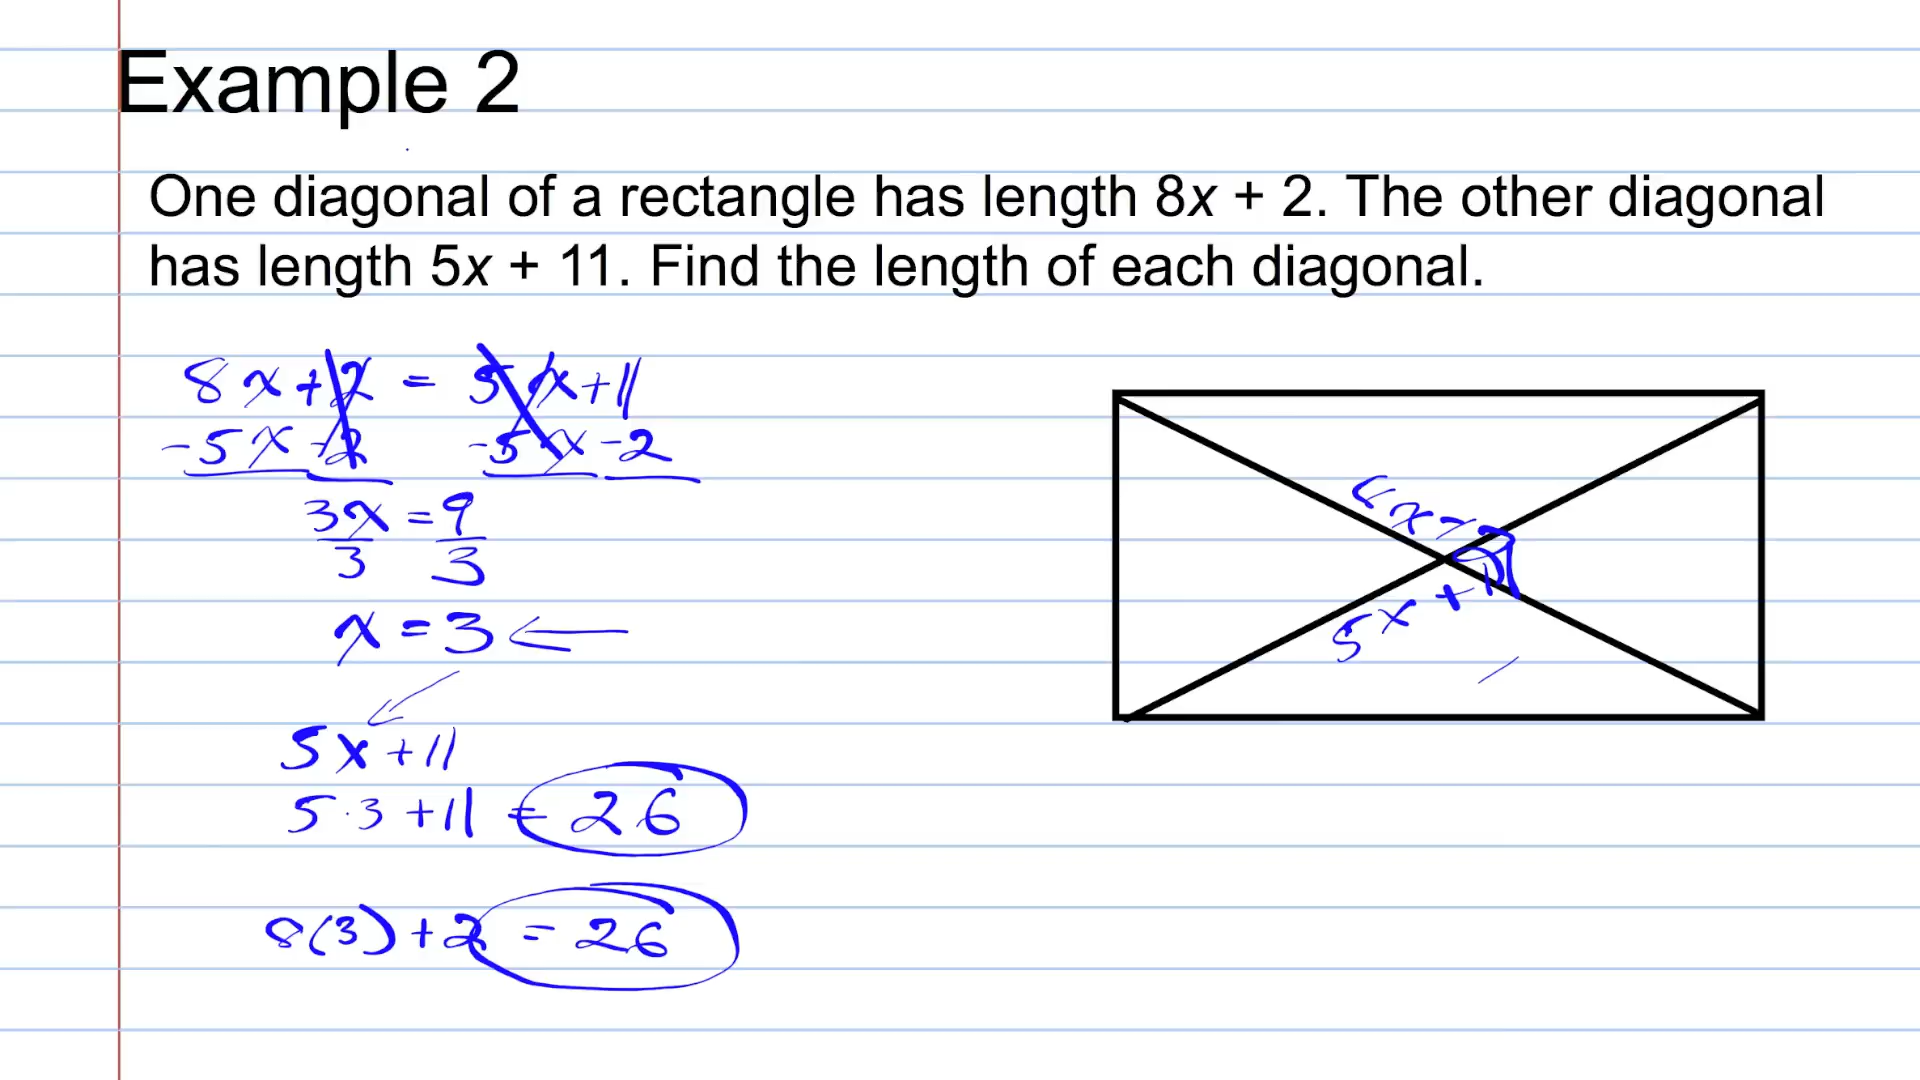 Example 2
One diagonal of a rectangle has length 8x + 2. The other diagonal
has length 5x + 11. Find the length of each diagonal.
8x+2 = 5x+11
-5x -2 -5x -2
3x = 9
3 3
x = 3
5x+11
5·3 +11 = 26
8(3)+2 = 26
5x +11